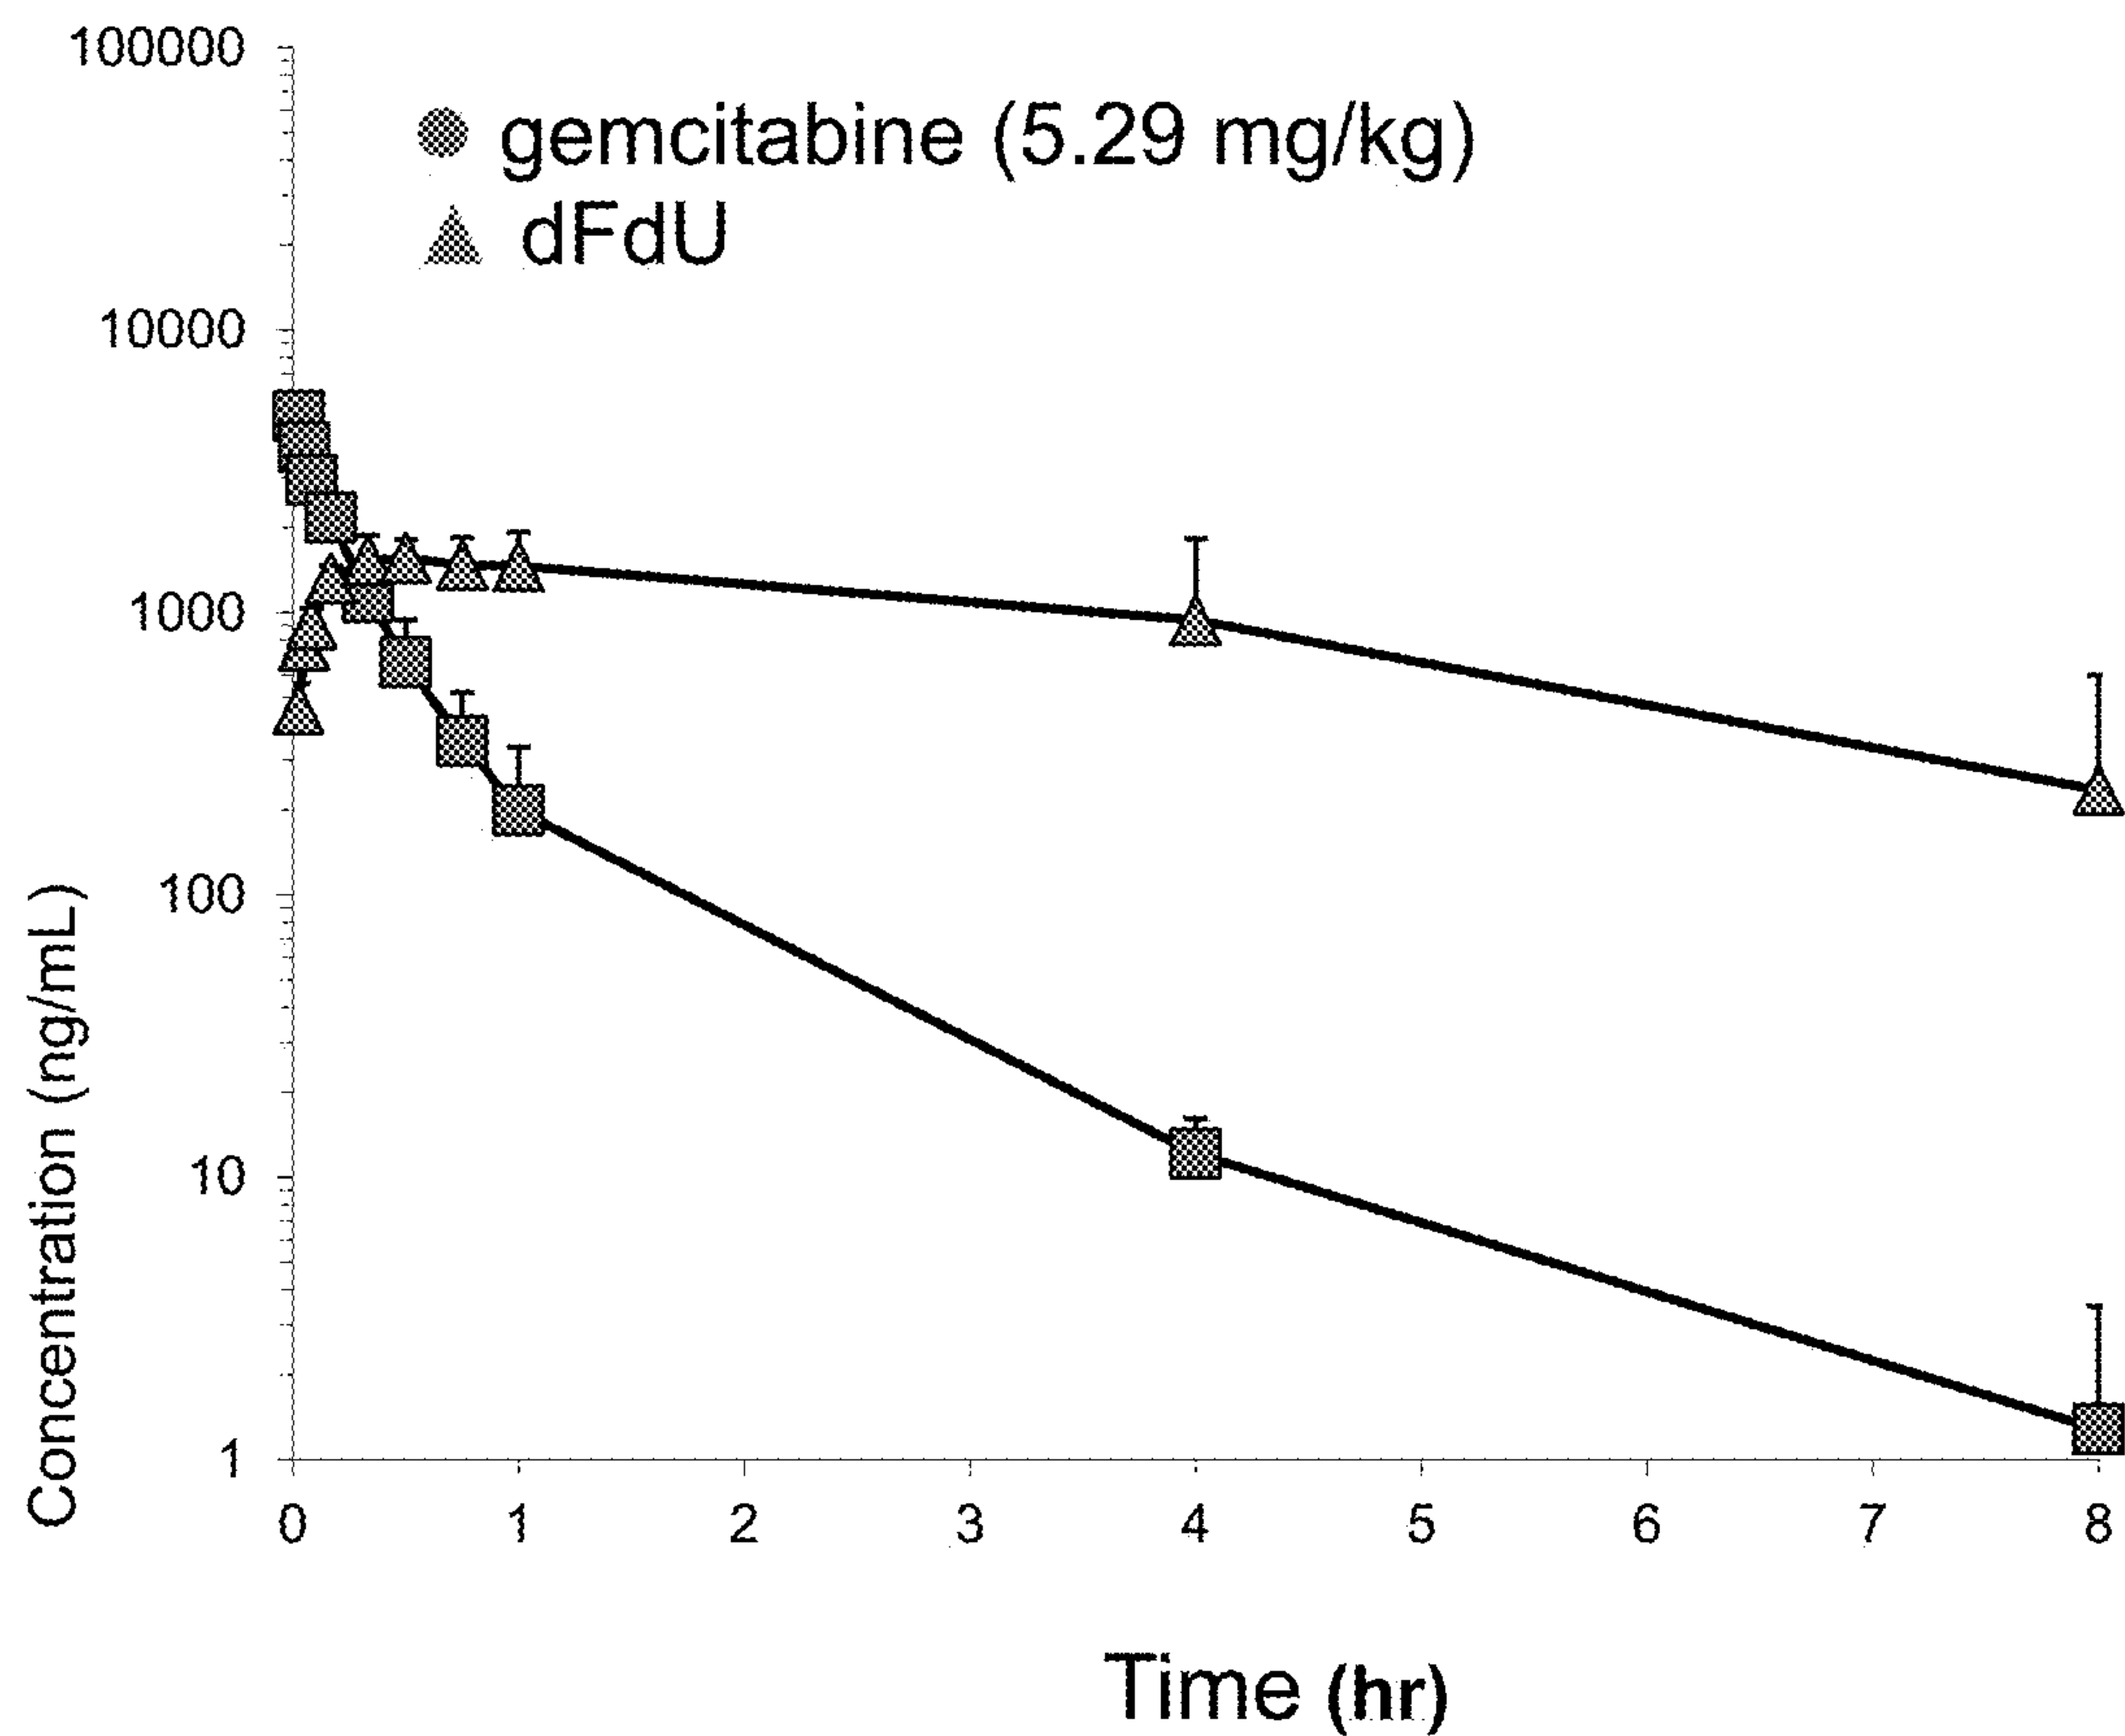 100000
gemcitabine (5.29 mg/kg)
dFdU
10000
1000
100
10
1
Concentration (ng/mL)
0 1 2 3 4 5 6 7 8
Time (hr)